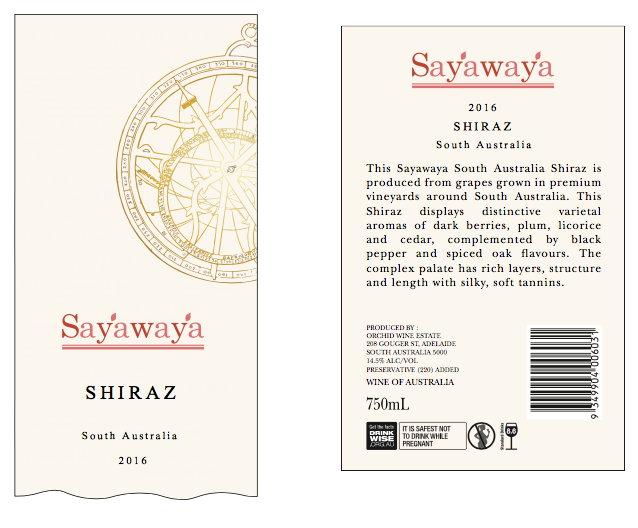 Sayawaya
SHIRAZ
South Australia
2016
Sayawaya
2016
SHIRAZ
South Australia
This Sayawaya South Australia Shiraz is
produced from grapes grown in premium
vineyards around South Australia. This
Shiraz displays distinctive varietal
aromas of dark berries, plum, licorice
and cedar, complemented by black
pepper and spiced oak flavours. The
complex palate has rich layers, structure
and length with silky, soft tannins.
PRODUCED BY :
ORCHID WINE ESTATE
208 GOUGER ST, ADELAIDE
SOUTH AUSTRALIA 5000
14.5% ALC/VOL
PRESERVATIVE (220) ADDED
WINE OF AUSTRALIA
750mL
Get the facts
DRINK
WISE
.ORG.AU
IT IS SAFEST NOT
TO DRINK WHILE
PREGNANT
Standard Drinks
8.6
9 349904 006031